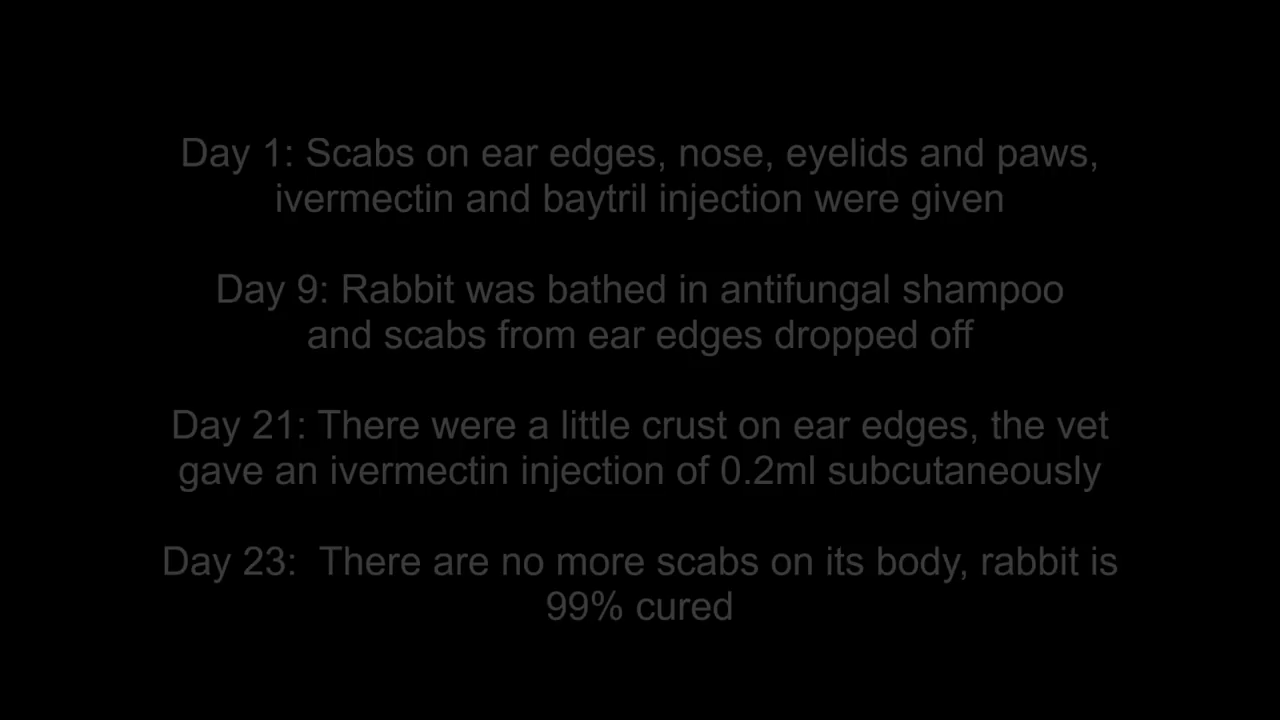 Day 1: Scabs on ear edges, nose, eyelids and paws,
ivermectin and baytril injection were given
Day 9: Rabbit was bathed in antifungal shampoo
and scabs from ear edges dropped off
Day 21: There were a little crust on ear edges, the vet
gave an ivermectin injection of 0.2ml subcutaneously
Day 23:  There are no more scabs on its body, rabbit is
99% cured